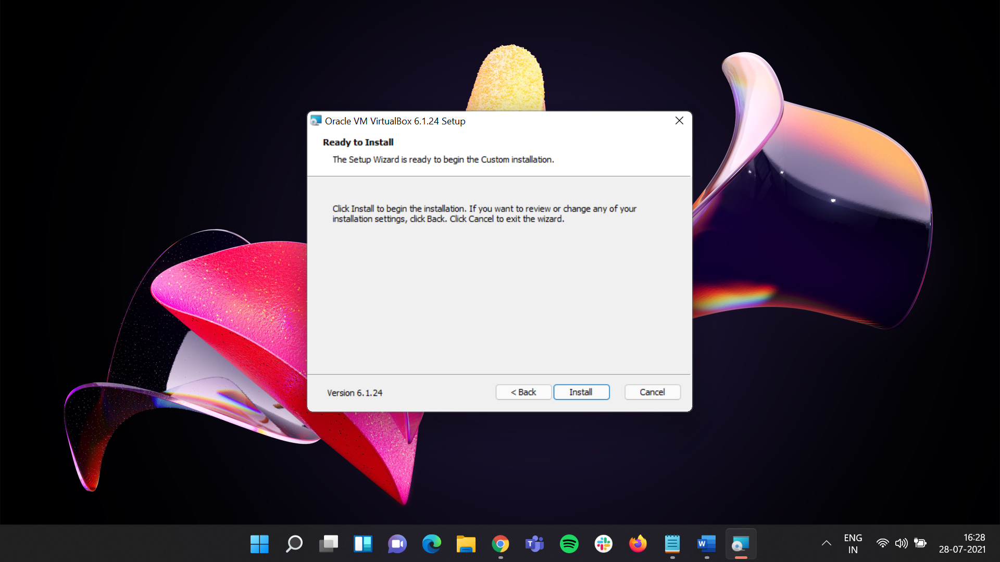 Oracle VM VirtualBox 6.1.24 Setup
Ready to Install
The Setup Wizard is ready to begin the Custom installation.
Click Install to begin the installation. If you want to review or change any of your
installation settings, click Back. Click Cancel to exit the wizard.
Version 6.1.24
< Back
Install
Cancel
T
W
ENG
IN
16:28
28-07-2021